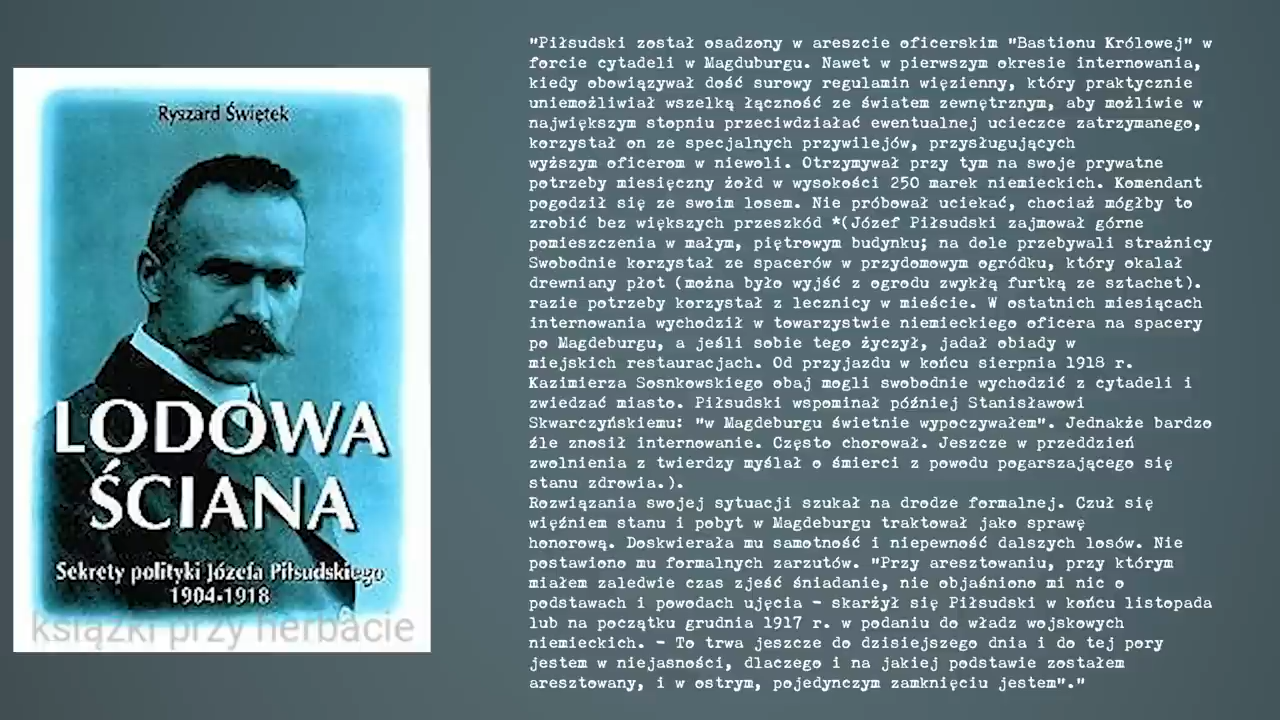 Ryszard Świętek
LODOWA
ŚCIANA
Sekrety polityki Józefa Piłsudskiego
1904-1918
książki przy herbacie
"Piłsudski został osadzony w areszcie oficerskim "Bastionu Królowej" w
forcie cytadeli w Magduburgu. Nawet w pierwszym okresie internowania,
kiedy obowiązywał dość surowy regulamin więzienny, który praktycznie
uniemożliwiał wszelką łączność ze światem zewnętrznym, aby możliwie w
największym stopniu przeciwdziałać ewentualnej ucieczce zatrzymanego,
korzystał on ze specjalnych przywilejów, przysługujących
wyższym oficerom w niewoli. Otrzymywał przy tym na swoje prywatne
potrzeby miesięczny żołd w wysokości 250 marek niemieckich. Komendant
pogodził się ze swoim losem. Nie próbował uciekać, chociaż mógłby to
zrobić bez większych przeszkód *(Józef Piłsudski zajmował górne
pomieszczenia w małym, piętrowym budynku; na dole przebywali strażnicy
Swobodnie korzystał ze spacerów w przydomowym ogródku, który okalał
drewniany płot (można było wyjść z ogrodu zwykłą furtką ze sztachet).
razie potrzeby korzystał z lecznicy w mieście. W ostatnich miesiącach
internowania wychodził w towarzystwie niemieckiego oficera na spacery
po Magdeburgu, a jeśli sobie tego życzył, jadał obiady w
miejskich restauracjach. Od przyjazdu w końcu sierpnia 1918 r.
Kazimierza Sosnkowskiego obaj mogli swobodnie wychodzić z cytadeli i
zwiedzać miasto. Piłsudski wspominał później Stanisławowi
Skwarczyńskiemu: "w Magdeburgu świetnie wypoczywałem". Jednakże bardzo
źle znosił internowanie. Często chorował. Jeszcze w przeddzień
zwolnienia z twierdzy myślał o śmierci z powodu pogarszającego się
stanu zdrowia.).
Rozwiązania swojej sytuacji szukał na drodze formalnej. Czuł się
więźniem stanu i pobyt w Magdeburgu traktował jako sprawę
honorową. Doskwierała mu samotność i niepewność dalszych losów. Nie
postawiono mu formalnych zarzutów. "Przy aresztowaniu, przy którym
miałem zaledwie czas zjeść śniadanie, nie objaśniono mi nic o
podstawach i powodach ujęcia - skarżył się Piłsudski w końcu listopada
lub na początku grudnia 1917 r. w podaniu do władz wojskowych
niemieckich. - To trwa jeszcze do dzisiejszego dnia i do tej pory
jestem w niejasności, dlaczego i na jakiej podstawie zostałem
aresztowany, i w ostrym, pojedynczym zamknięciu jestem"."